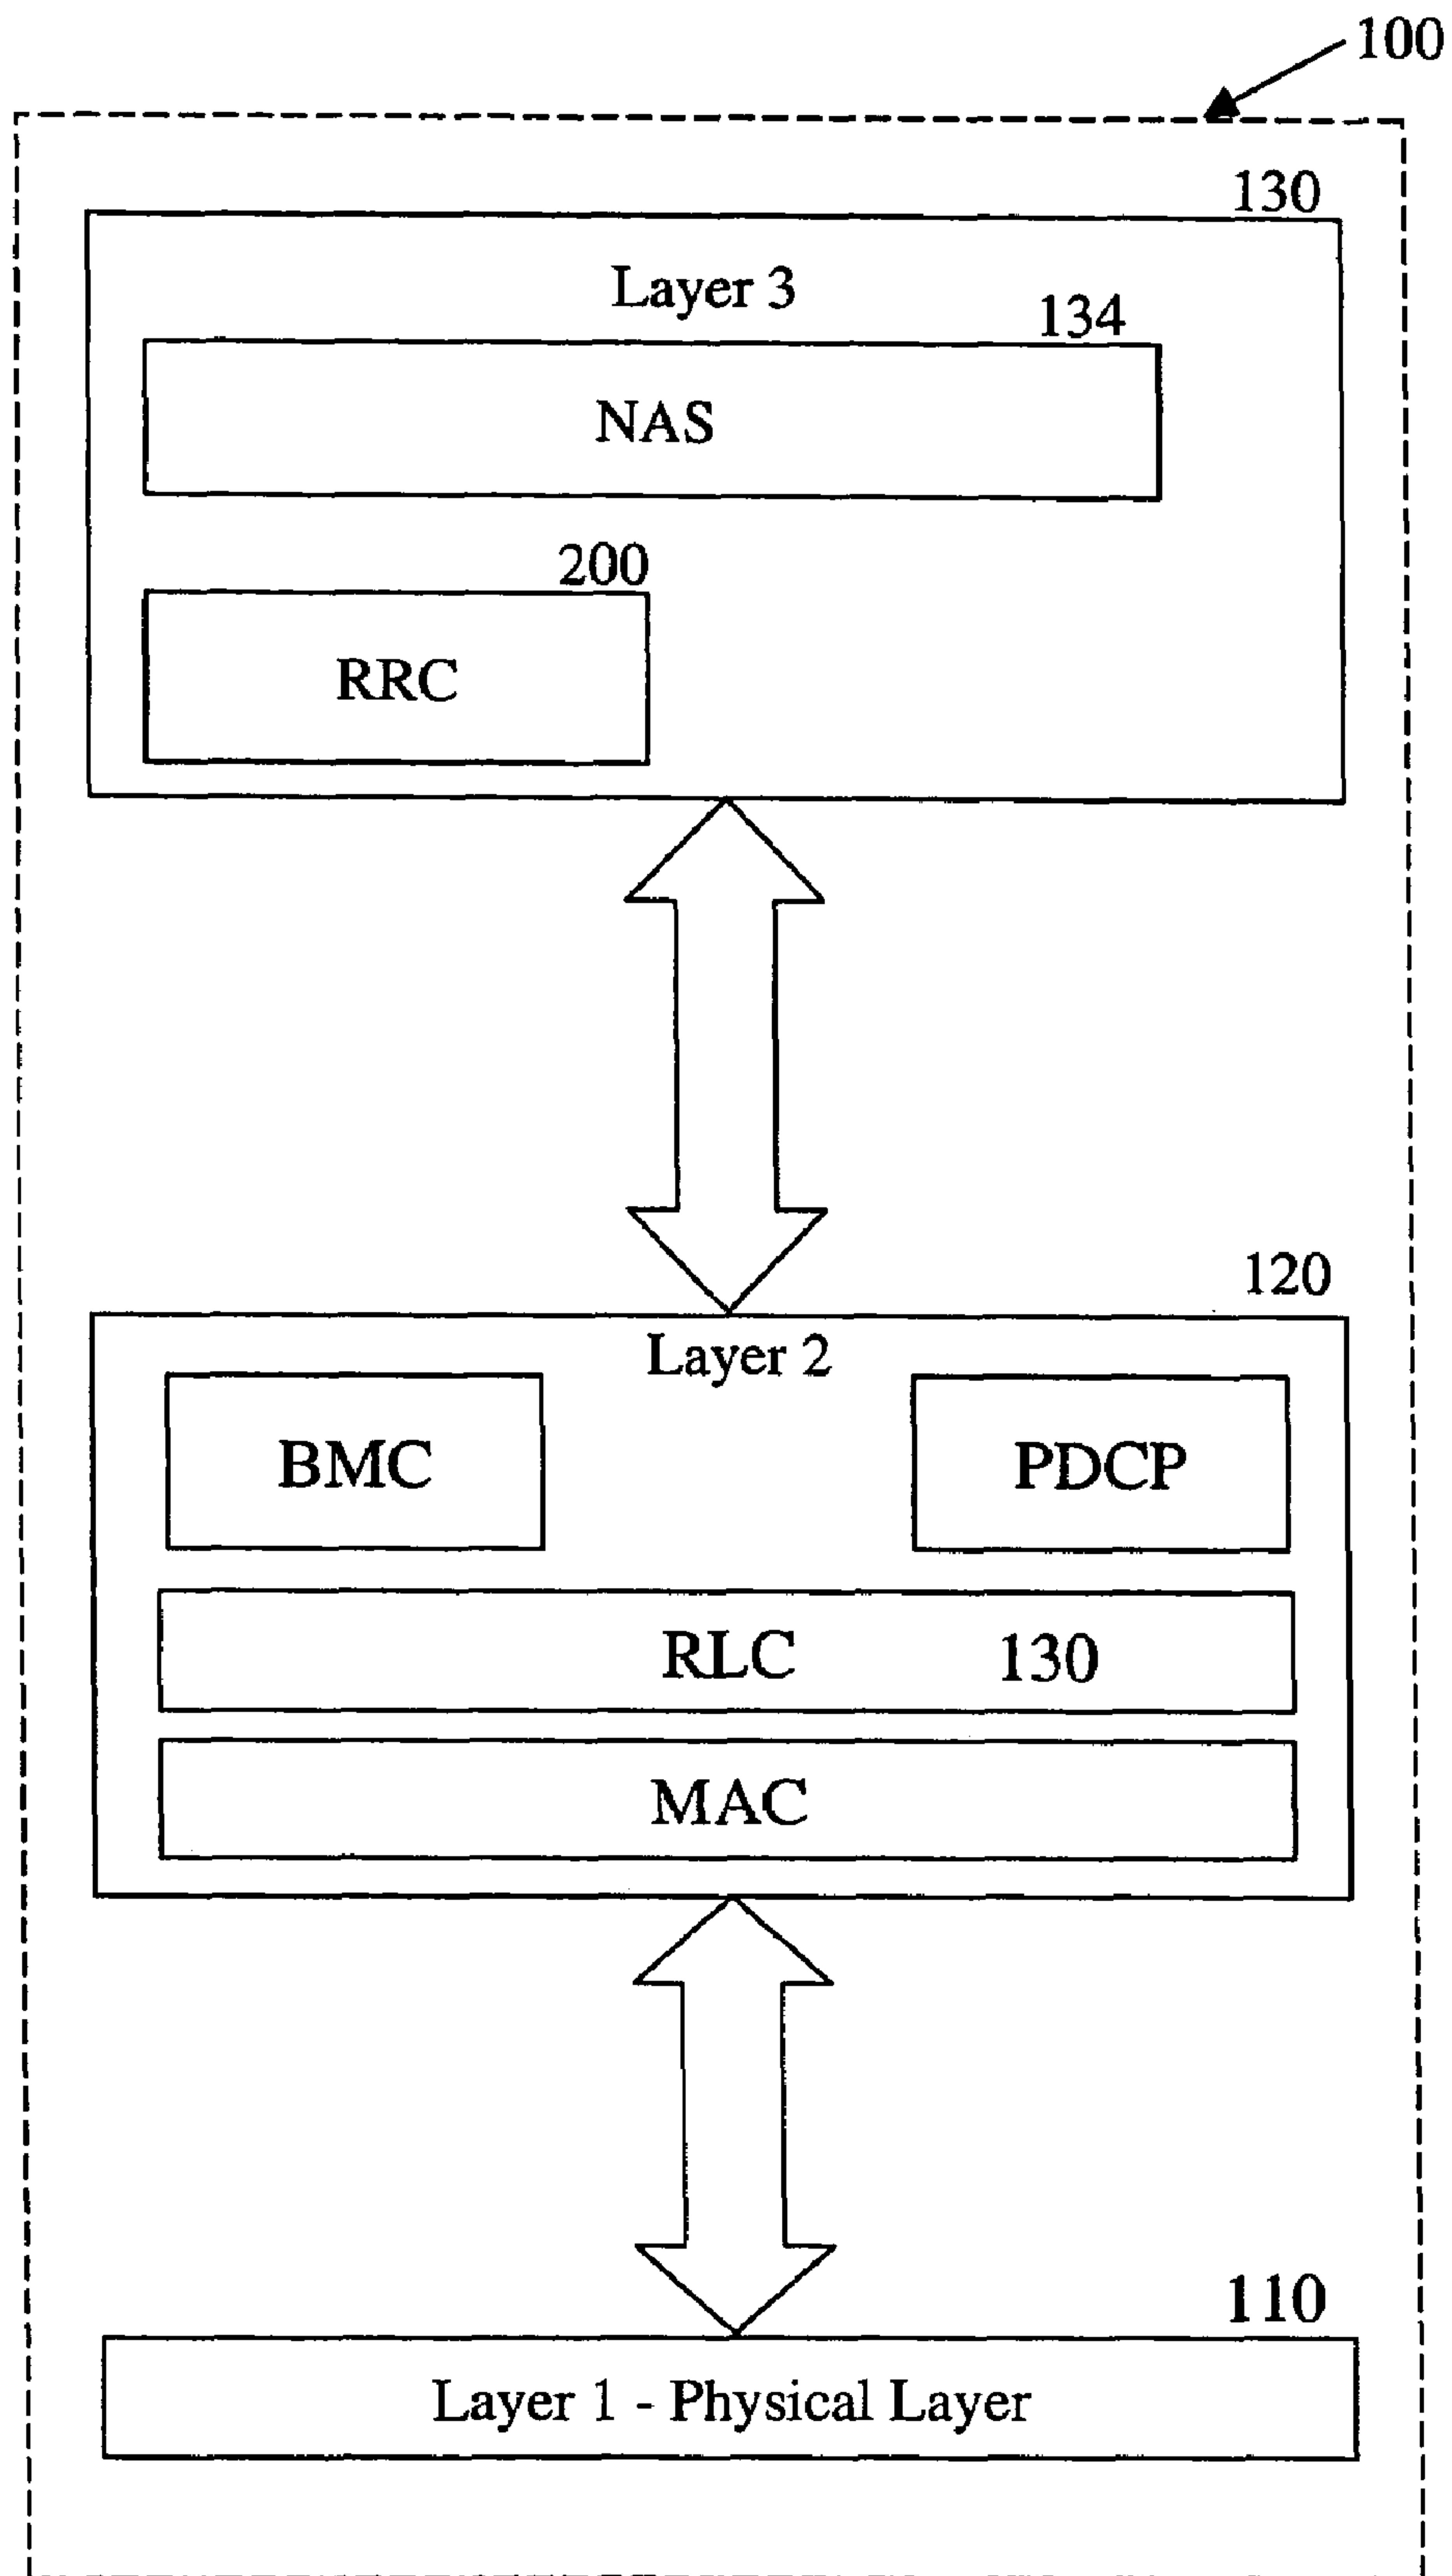 100
130
Layer 3
134
NAS
200
RRC
120
Layer 2
BMC
PDCP
RLC 130
MAC
110
Layer 1 - Physical Layer